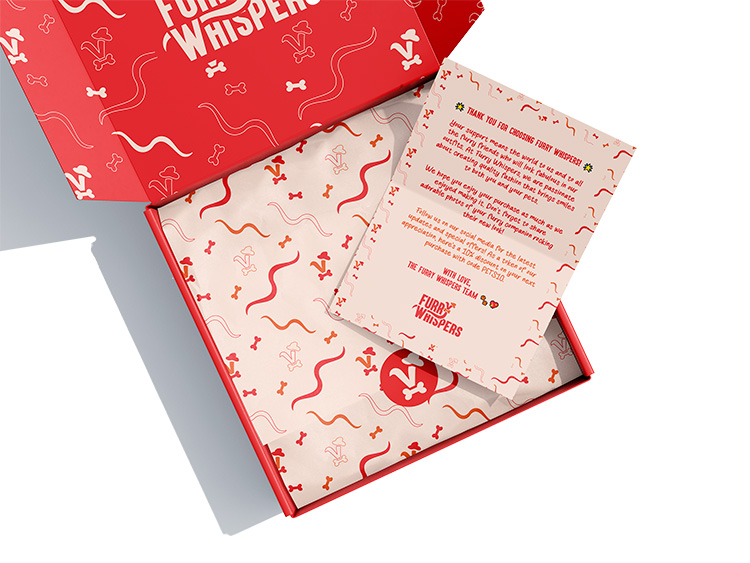 FURRY
WHISPERS
THANK YOU FOR CHOOSING FURRY WHISPERS!
Your support means the world to us and to all
the furry friends who will look fabulous in our
outfits. At Furry Whispers, we are passionate
about creating quality fashion that brings smiles
to both you and your pets.
We hope you enjoy your purchase as much as we
enjoyed making it. Don't forget to share
adorable photos of your furry companion rocking
their new look!
Follow us on our social media for the latest
updates and special offers! As a token of our
appreciation, here's a 10% discount on your next
purchase with code PETS10.
WITH LOVE,
THE FURRY WHISPERS TEAM
FURRY
WHISPERS